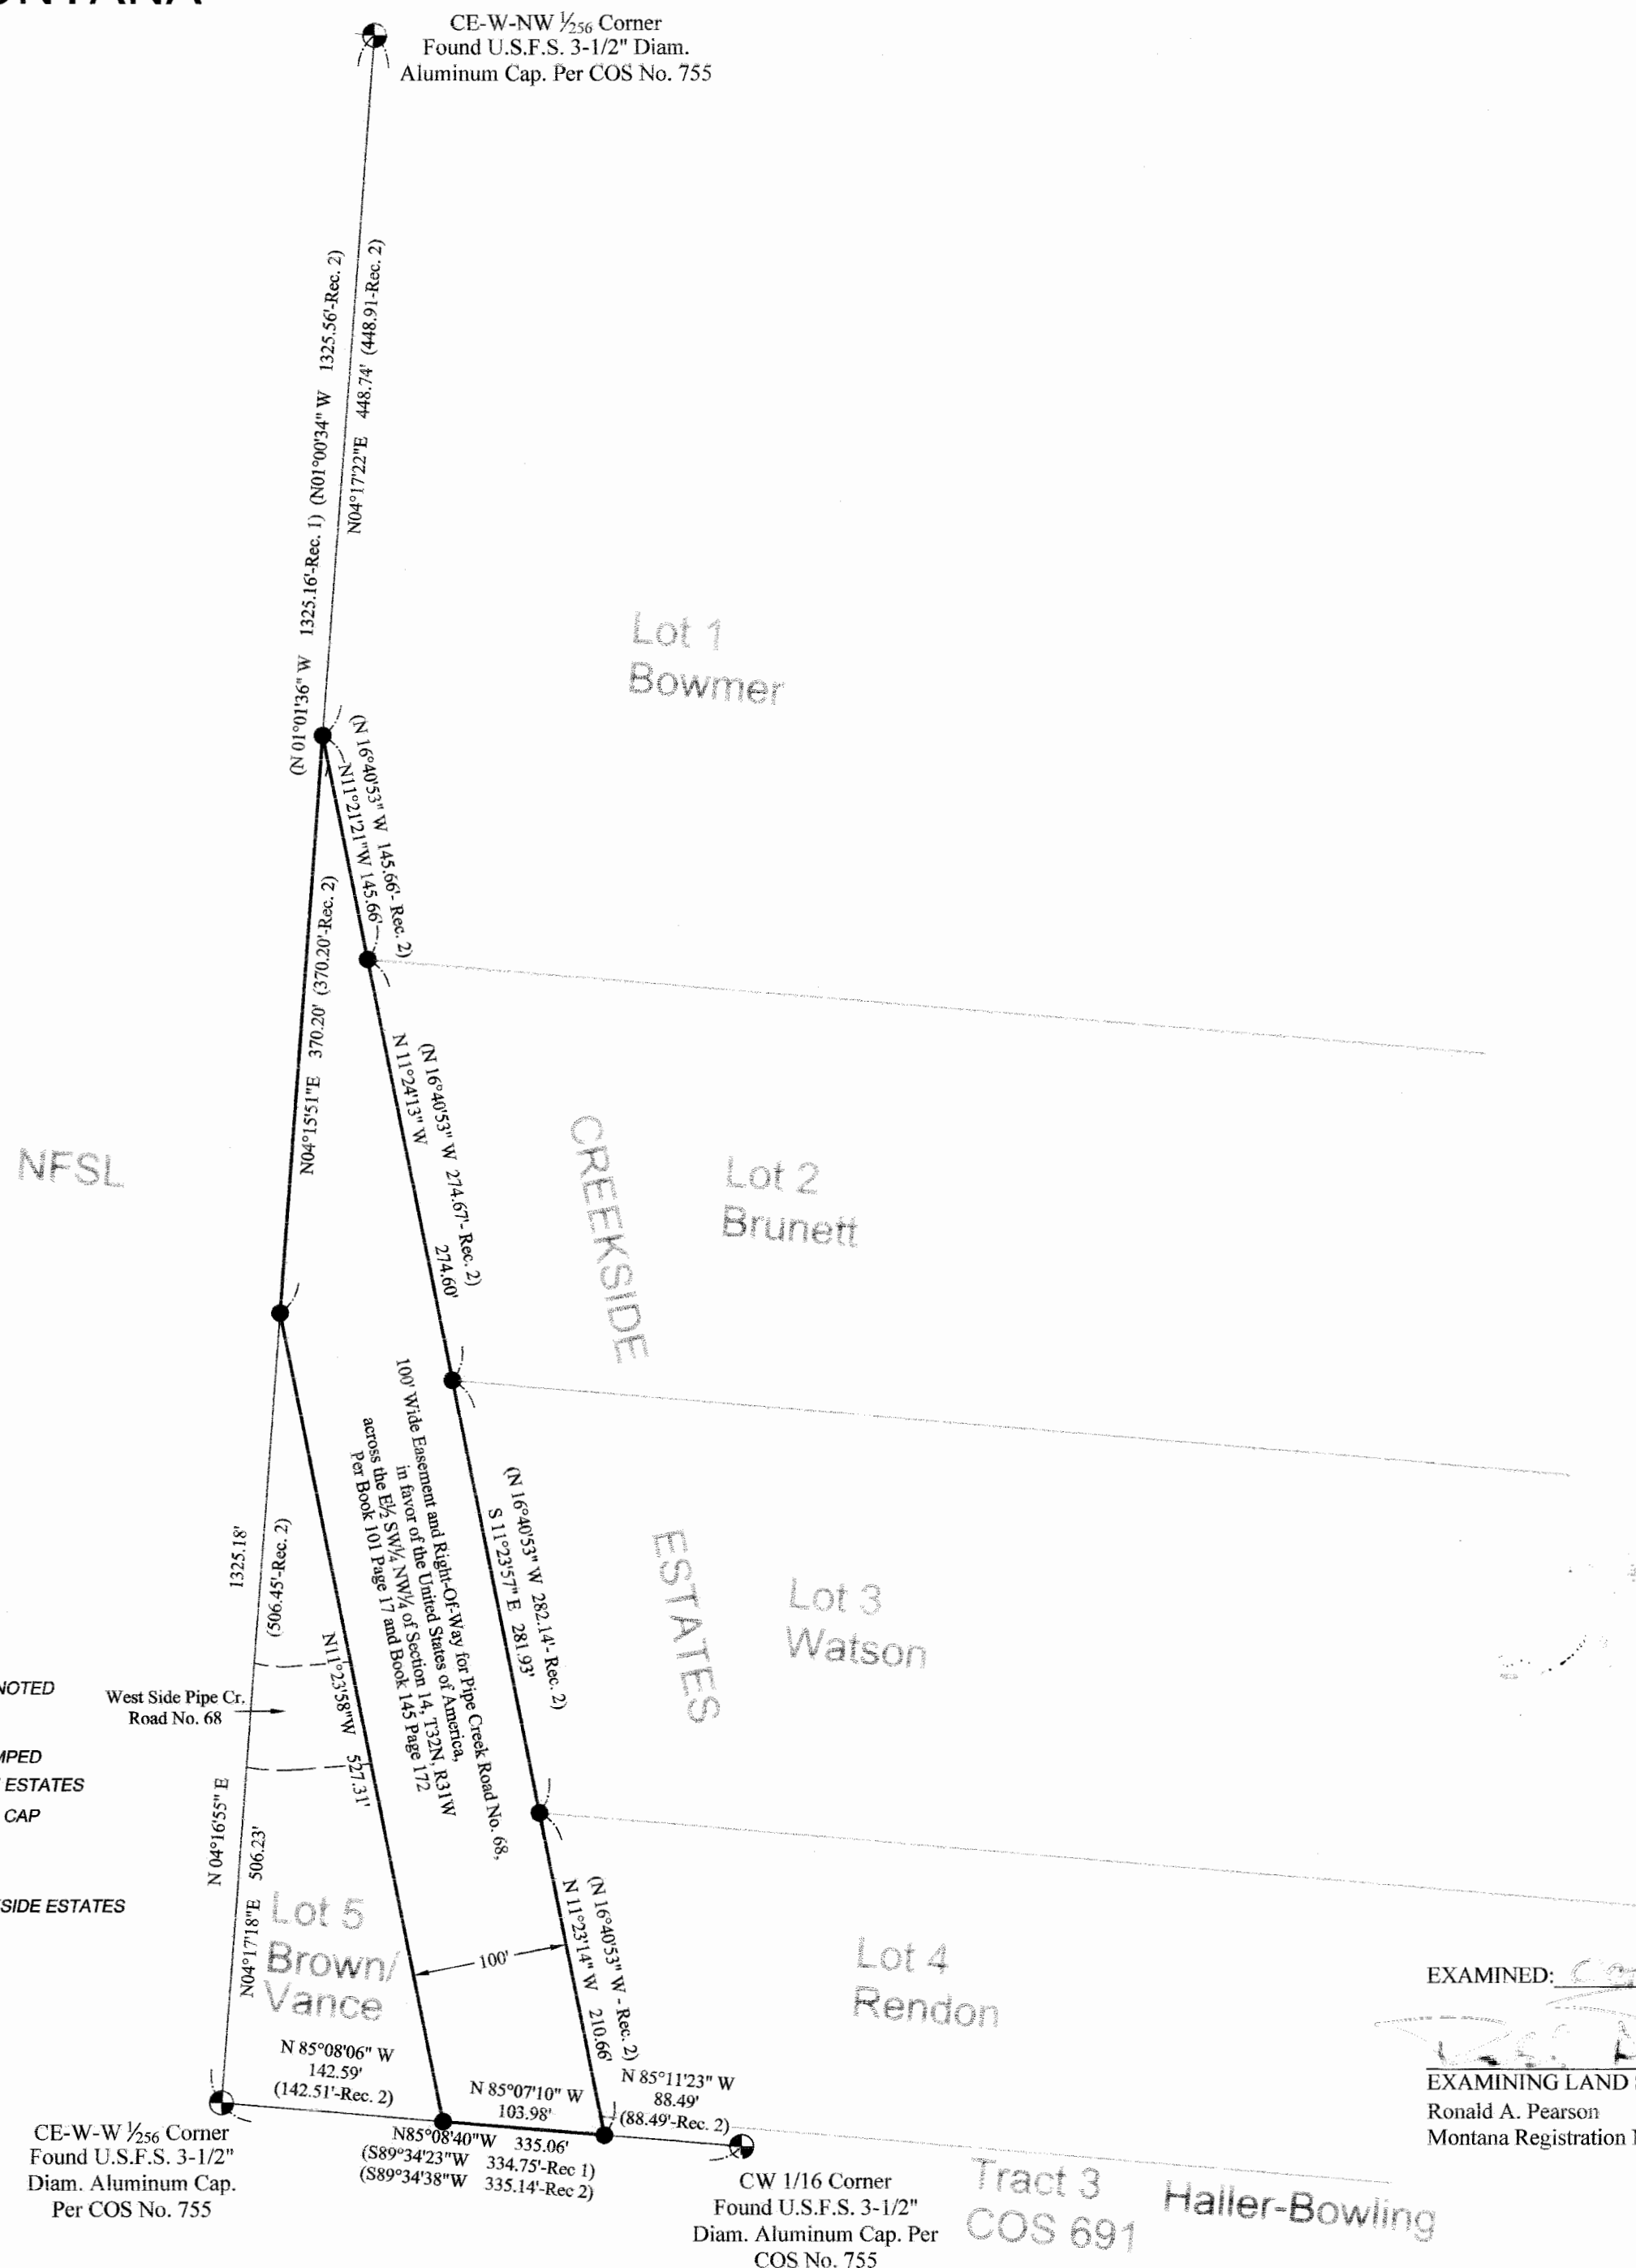 CE-W-NW 1⁄256 Corner
Found U.S.F.S. 3-1/2" Diam.
Aluminum Cap. Per COS No. 755
(N 01°01'36" W 1325.16'-Rec. 1) (N01°00'34" W 1325.56'-Rec. 2)
N04°17'22"E 448.74' (448.91-Rec. 2)
Lot 1
Bowmer
(N 16°40'53" W 145.66'- Rec. 2)
N11°21'21"W 145.66'
N04°15'51"E 370.20' (370.20'-Rec. 2)
(N 16°40'53" W 274.67'- Rec. 2)
N 11°24'13" W 274.60'
NFSL
CREEKSIDE
Lot 2
Brunett
100' Wide Easement and Right-Of-Way for Pipe Creek Road No. 68,
in favor of the United States of America,
across the E½ SW¼ NW¼ of Section 14, T32N, R31W
Per Book 101 Page 17 and Book 145 Page 172
(N 16°40'53" W 282.14'- Rec. 2)
S 11°23'57" E 281.93'
ESTATES
Lot 3
Watson
N 04°16'55" E 1325.18'
(506.45'-Rec. 2)
N11°23'58"W 527.31'
NOTED
West Side Pipe Cr.
Road No. 68
ESTATES
CAP
N04°17'18"E 506.23'
Lot 5
Brown/
Vance
100'
(N 16°40'53" W - Rec. 2)
N 11°23'14" W 210.66'
Lot 4
Rendon
EXAMINED:
EXAMINING LAND
Ronald A. Pearson
Montana Registration
N 85°08'06" W
142.59'
(142.51'-Rec. 2)
N 85°07'10" W
103.98'
N 85°11'23" W
88.49'
(88.49'-Rec. 2)
N85°08'40"W 335.06'
(S89°34'23"W 334.75'-Rec 1)
(S89°34'38"W 335.14'-Rec 2)
CE-W-W 1⁄256 Corner
Found U.S.F.S. 3-1/2"
Diam. Aluminum Cap.
Per COS No. 755
CW 1/16 Corner
Found U.S.F.S. 3-1/2"
Diam. Aluminum Cap. Per
COS No. 755
Tract 3
COS 691
Haller-Bowling